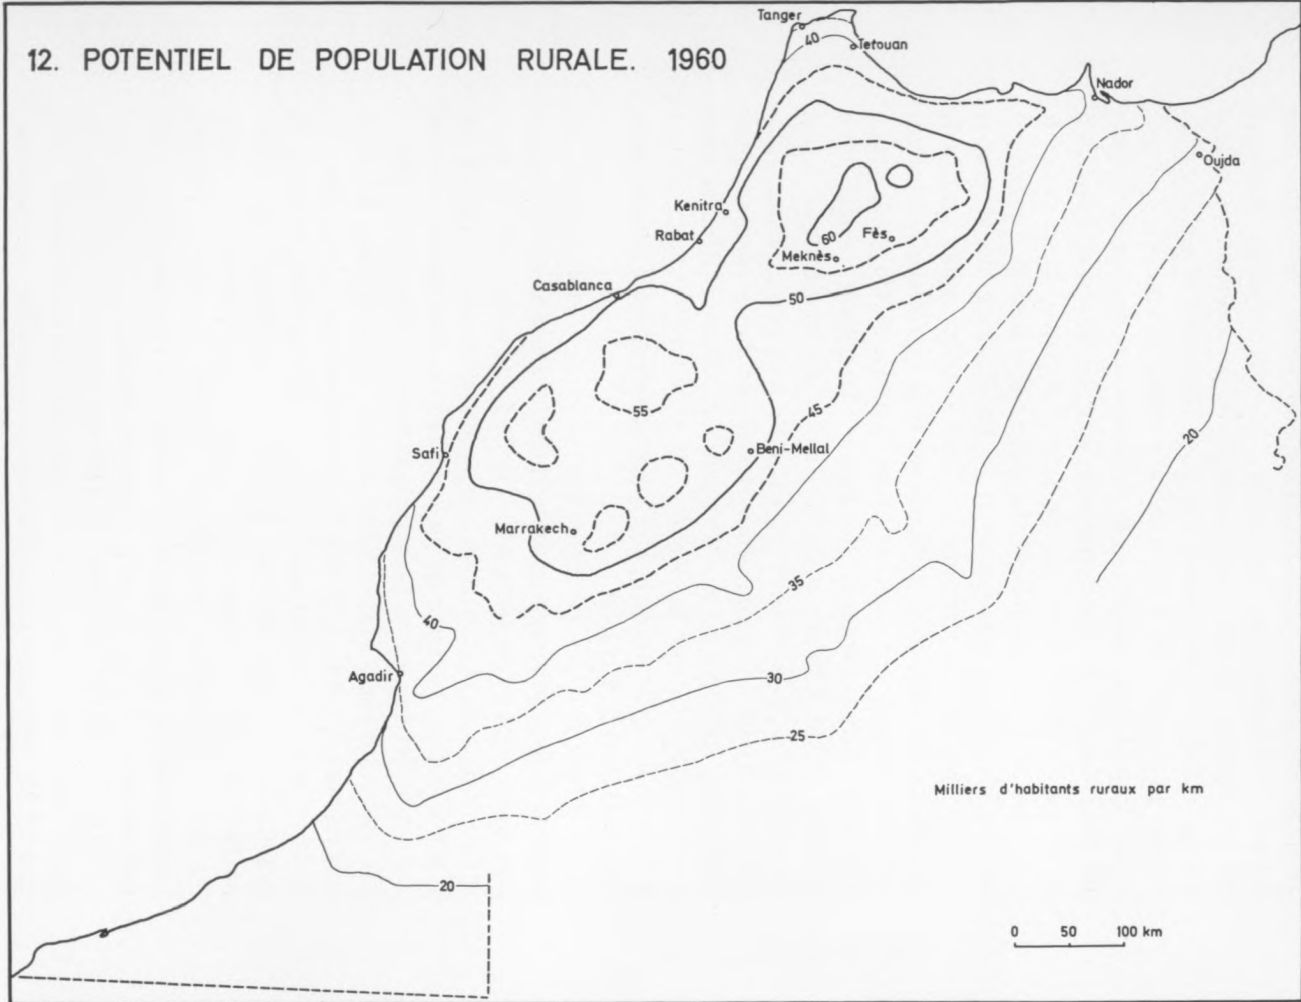 12. POTENTIEL DE POPULATION RURALE. 1960
Tanger
40
Tetouan
Nador
Oujda
Kenitra
Rabat
60
Fès
Meknès
Casablanca
50
55
45
Safi
Beni-Mellal
20
Marrakech
35
40
Agadir
30
25
Milliers d'habitants ruraux par km
20
0 50 100 km